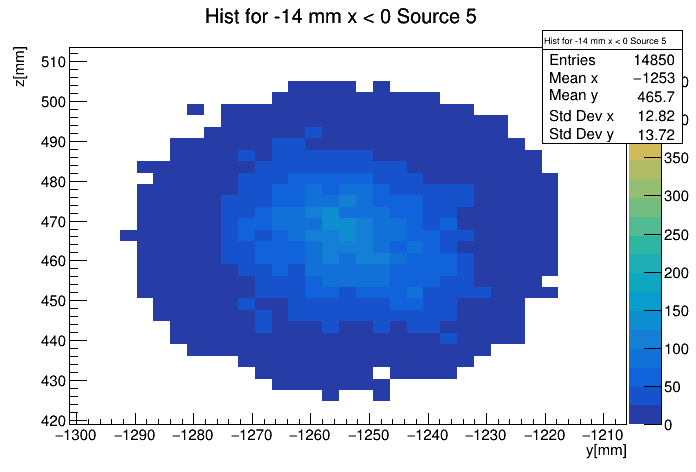 Hist for -14 mm x < 0 Source 5
z[mm]
Hist for -14 mm x < 0 Source 5
Entries 14850
Mean x −1253
Mean y 465.7
Std Dev x 12.82
Std Dev y 13.72
510
500
490
480
470
460
450
440
430
420
−1300 −1290 −1280 −1270 −1260 −1250 −1240 −1230 −1220 −1210
y[mm]
350
300
250
200
150
100
50
0